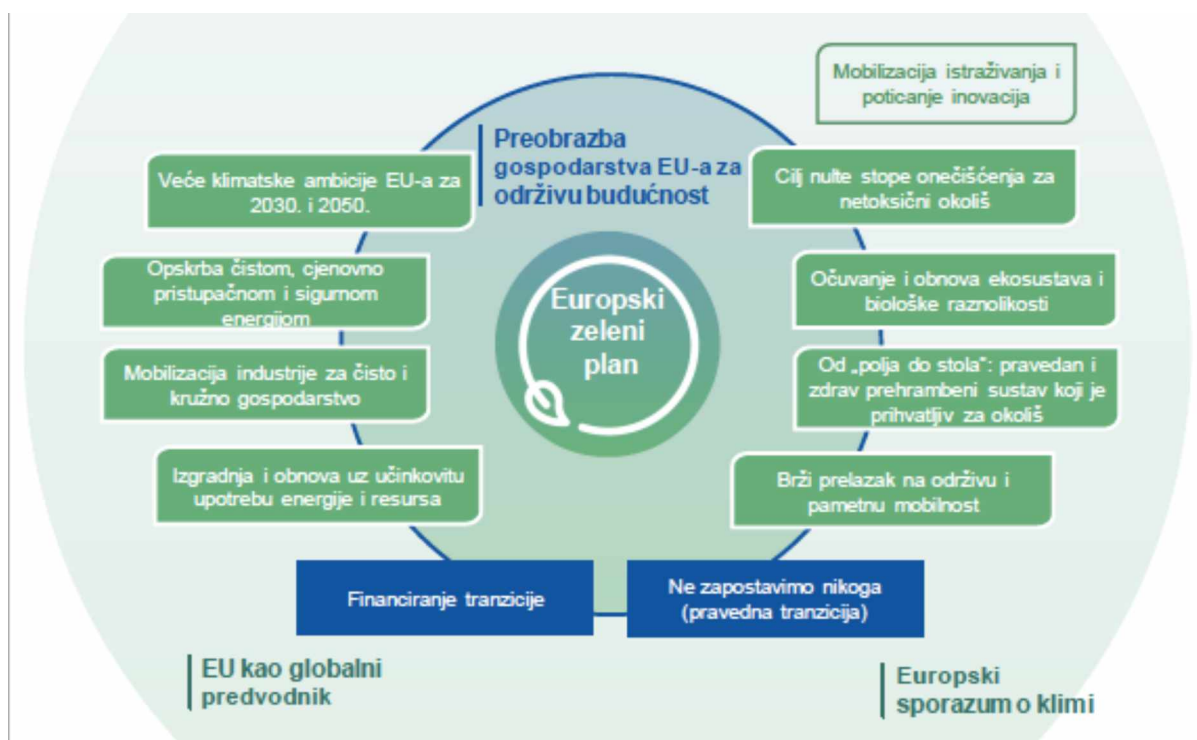 Mobilizacija istraživanja i
poticanje inovacija
Preobrazba
gospodarstva EU-a za
održivu budućnost
Veće klimatske ambicije EU-a za
2030. i 2050.
Cilj nulte stope onečišćenja za
netoksični okoliš
Opskrba čistom, cjenovno
pristupačnom i sigurnom
energijom
Očuvanje i obnova ekosustava i
biološke raznolikosti
Europski
zeleni
plan
Mobilizacija industrije za čisto i
kružno gospodarstvo
Od „polja do stola“: pravedan i
zdrav prehrambeni sustav koji je
prihvatljiv za okoliš
Izgradnja i obnova uz učinkovitu
upotrebu energije i resursa
Brži prelazak na održivu i
pametnu mobilnost
Financiranje tranzicije
Ne zapostavimo nikoga
(pravedna tranzicija)
EU kao globalni
predvodnik
Europski
sporazum o klimi